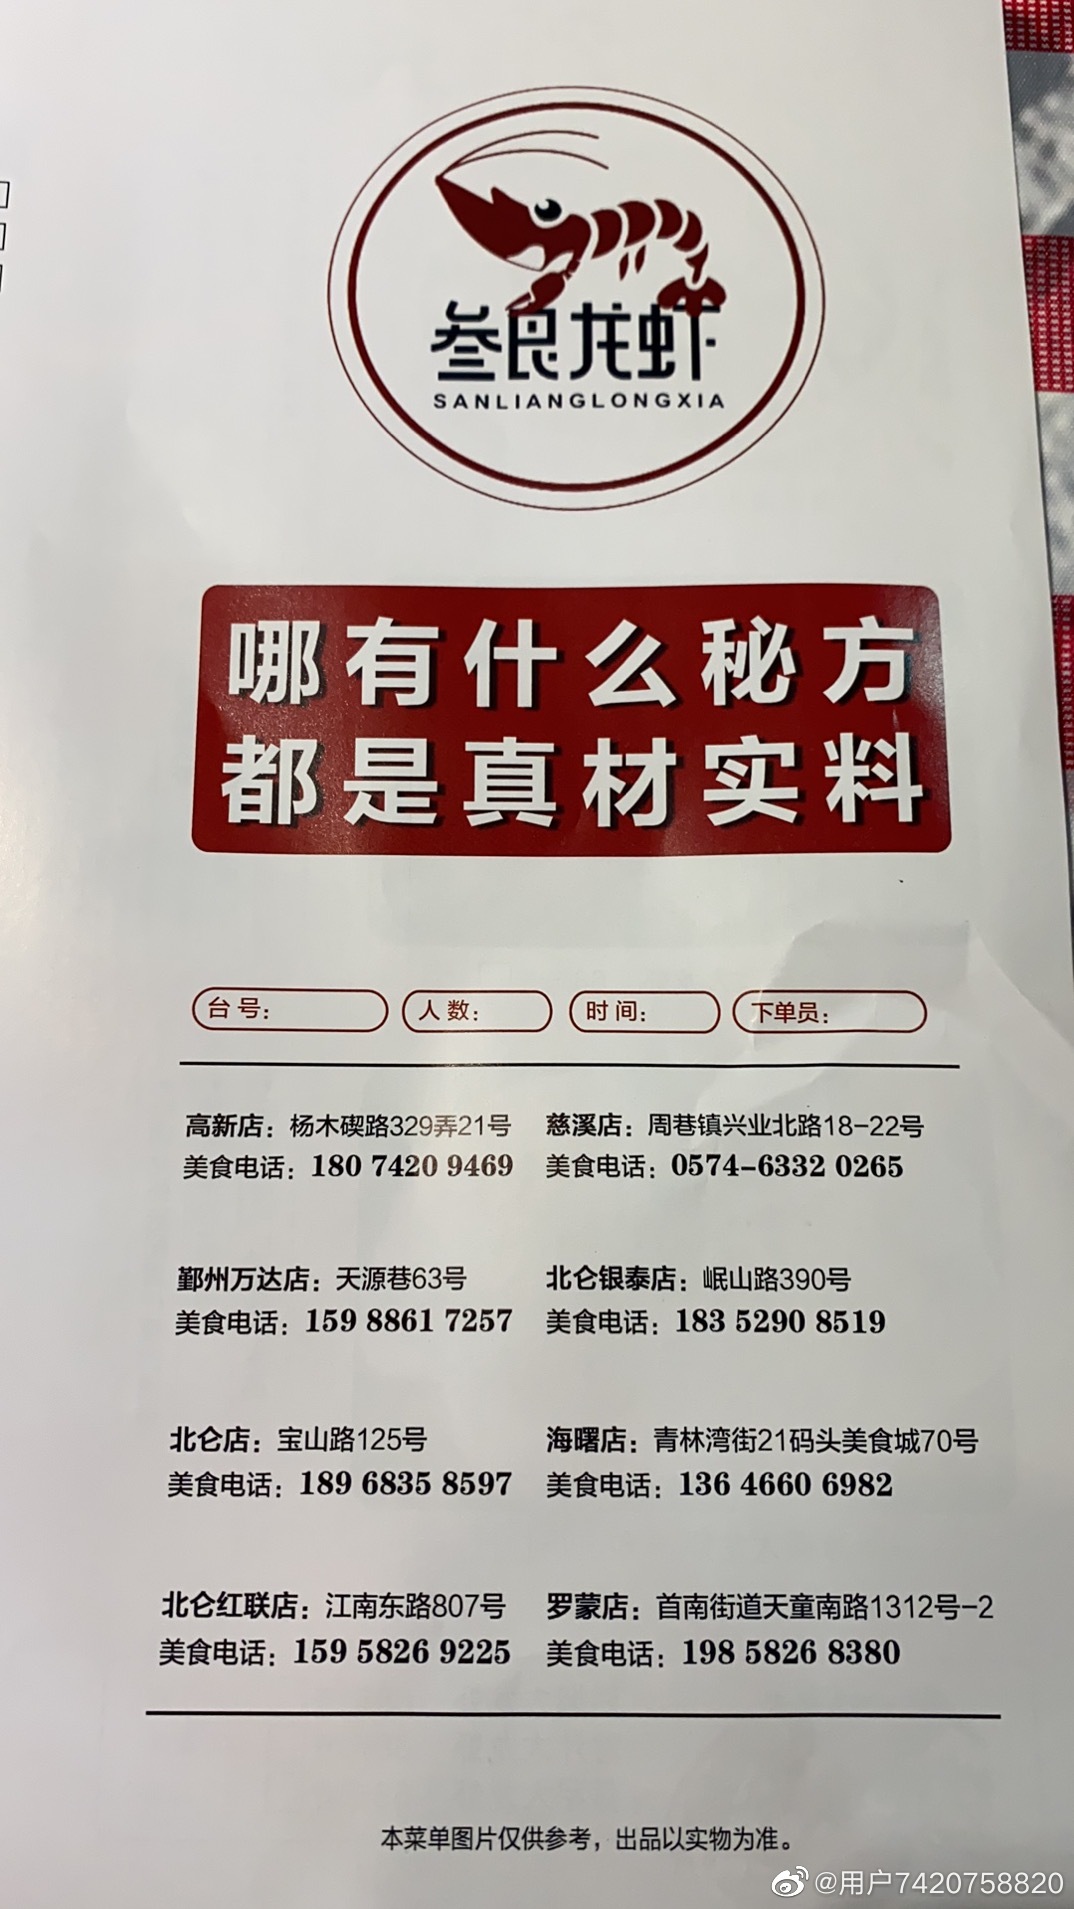 叁良龙虾
SANLIANGLONGXIA
哪有什么秘方
都是真材实料
台号： 人数： 时间： 下单员：
高新店：杨木碶路329弄21号 慈溪店：周巷镇兴业北路18-22号
美食电话：180 7420 9469 美食电话：0574-6332 0265
鄞州万达店：天源巷63号 北仑银泰店：岷山路390号
美食电话：159 8861 7257 美食电话：183 5290 8519
北仑店：宝山路125号 海曙店：青林湾街21码头美食城70号
美食电话：189 6835 8597 美食电话：136 4660 6982
北仑红联店：江南东路807号 罗蒙店：首南街道天童南路1312号-2
美食电话：159 5826 9225 美食电话：198 5826 8380
本菜单图片仅供参考，出品以实物为准。
@用户7420758820